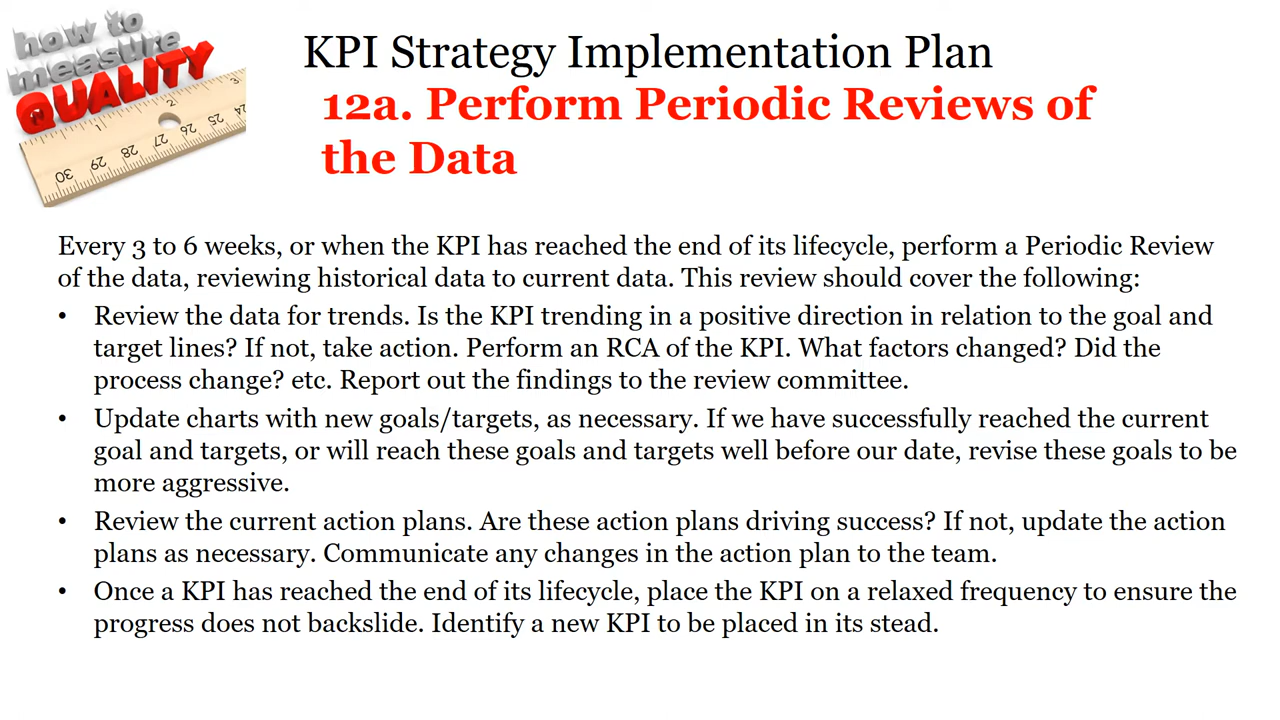 how to
measure
QUALITY
1
2
3
30
29
28
27
26
25
24
KPI Strategy Implementation Plan
12a. Perform Periodic Reviews of
the Data
Every 3 to 6 weeks, or when the KPI has reached the end of its lifecycle, perform a Periodic Review
of the data, reviewing historical data to current data. This review should cover the following:
• Review the data for trends. Is the KPI trending in a positive direction in relation to the goal and
target lines? If not, take action. Perform an RCA of the KPI. What factors changed? Did the
process change? etc. Report out the findings to the review committee.
• Update charts with new goals/targets, as necessary. If we have successfully reached the current
goal and targets, or will reach these goals and targets well before our date, revise these goals to be
more aggressive.
• Review the current action plans. Are these action plans driving success? If not, update the action
plans as necessary. Communicate any changes in the action plan to the team.
• Once a KPI has reached the end of its lifecycle, place the KPI on a relaxed frequency to ensure the
progress does not backslide. Identify a new KPI to be placed in its stead.